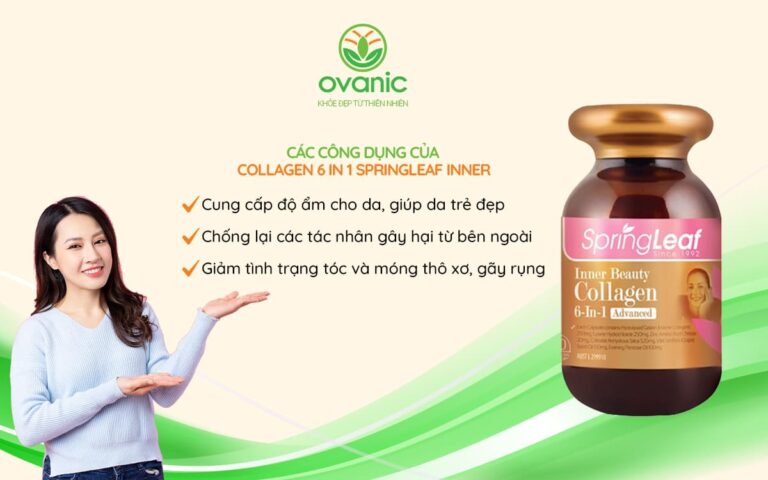 ovanic
KHỎE ĐẸP TỪ THIÊN NHIÊN
CÁC CÔNG DỤNG CỦA
COLLAGEN 6 IN 1 SPRINGLEAF INNER
Cung cấp độ ẩm cho da, giúp da trẻ đẹp
Chống lại các tác nhân gây hại từ bên ngoài
Giảm tình trạng tóc và móng thô xơ, gãy rụng
SpringLeaf
Since 1992
Inner Beauty
Collagen
6-In-1 Advanced